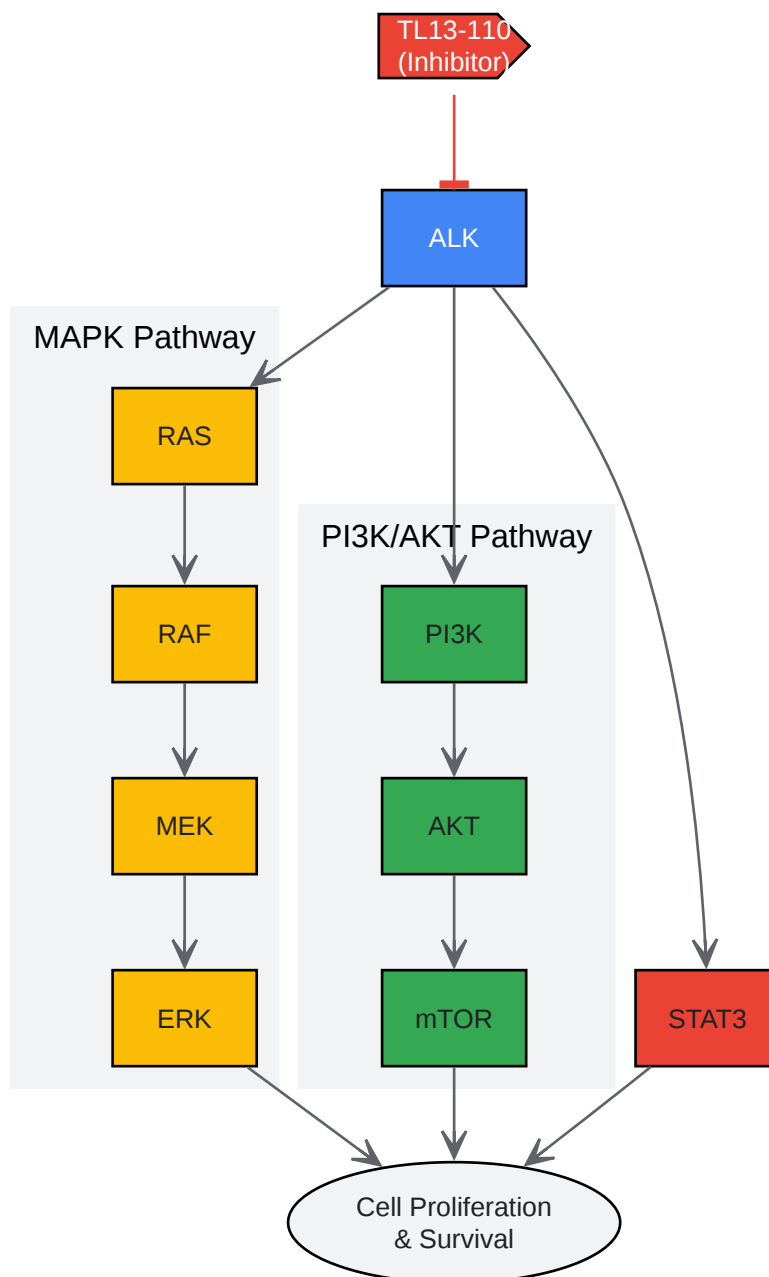 TL13-110
(Inhibitor)
ALK
MAPK Pathway
RAS
PI3K/AKT Pathway
RAF
PI3K
MEK
AKT
ERK
mTOR
STAT3
Cell Proliferation
& Survival